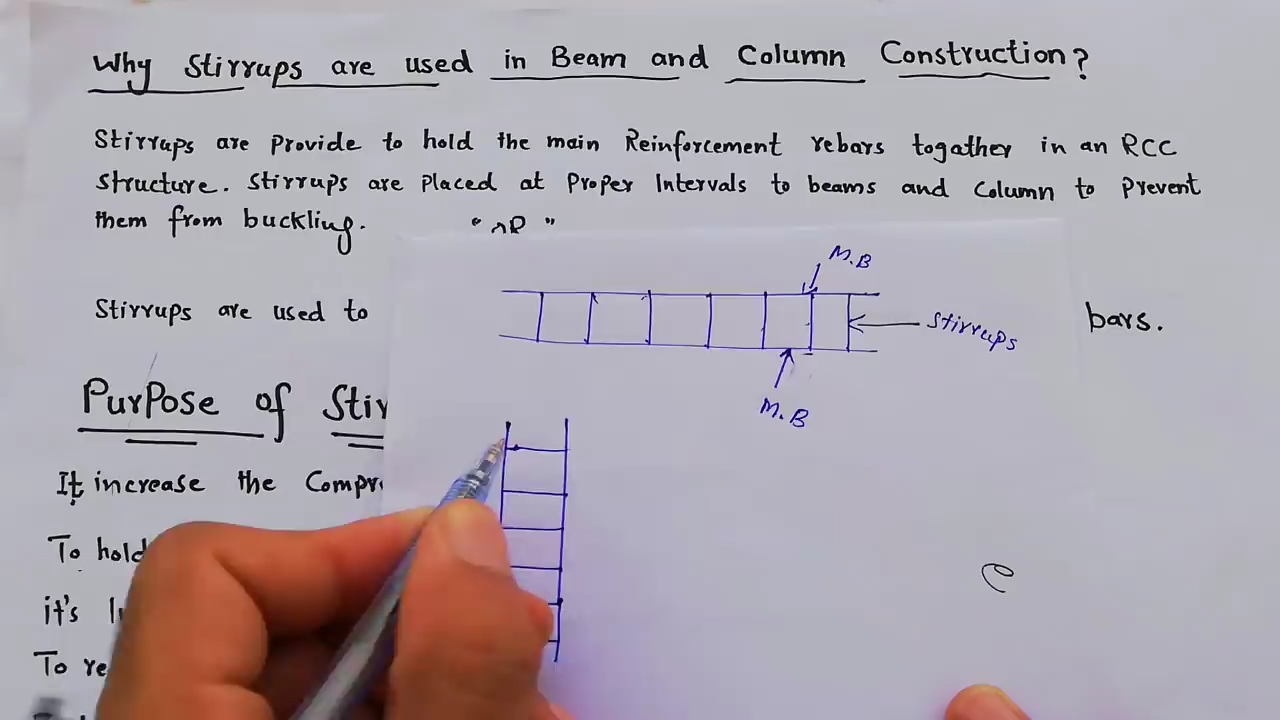 Why Stirrups are used in Beam and Column Construction?
Stirrups are provide to hold the main Reinforcement rebars togather in an RCC
structure. Stirrups are placed at proper Intervals to beams and column to prevent
them from buckling. "OR"
M.B
Stirrups are used to bars.
Stirrups
M.B
Purpose of
It increase the
To hold
it's
To